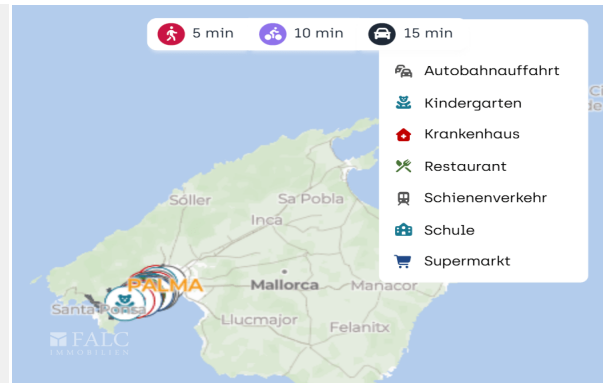 5 min
10 min
15 min
Autobahnauffahrt
Kindergarten
Krankenhaus
Restaurant
Schienenverkehr
Schule
Supermarkt
Sóller
Sa Pobla
Inca
PALMA
Mallorca
Manacor
Santa Ponsa
Llucmajor
Felanitx
FALC
IMMOBILIEN